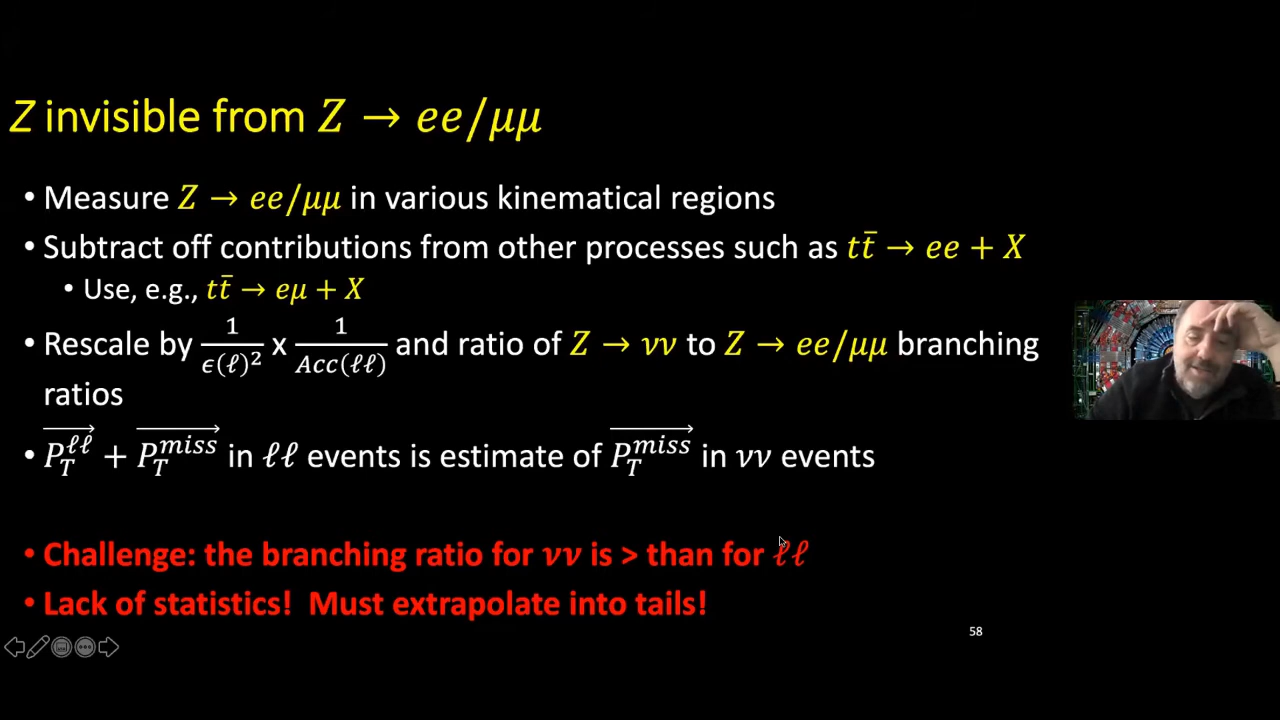 Z invisible from Z → ee/μμ
• Measure Z → ee/μμ in various kinematical regions
• Subtract off contributions from other processes such as tt̄ → ee + X
• Use, e.g., tt̄ → eμ + X
• Rescale by 1/ϵ(ℓ)² x 1/Acc(ℓℓ) and ratio of Z → νν to Z → ee/μμ branching
ratios
• P⃗_T^ℓℓ + P⃗_T^miss in ℓℓ events is estimate of P⃗_T^miss in νν events
• Challenge: the branching ratio for νν is > than for ℓℓ
• Lack of statistics! Must extrapolate into tails!
58